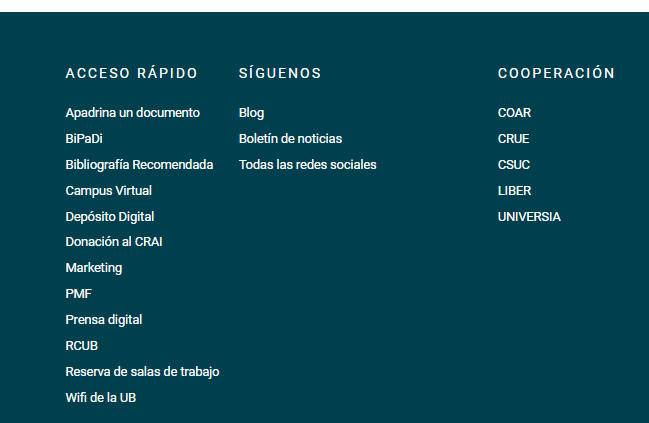 ACCESO RÁPIDO
Apadrina un documento
BiPaDi
Bibliografía Recomendada
Campus Virtual
Depósito Digital
Donación al CRAI
Marketing
PMF
Prensa digital
RCUB
Reserva de salas de trabajo
Wifi de la UB
SÍGUENOS
Blog
Boletín de noticias
Todas las redes sociales
COOPERACIÓN
COAR
CRUE
CSUC
LIBER
UNIVERSIA